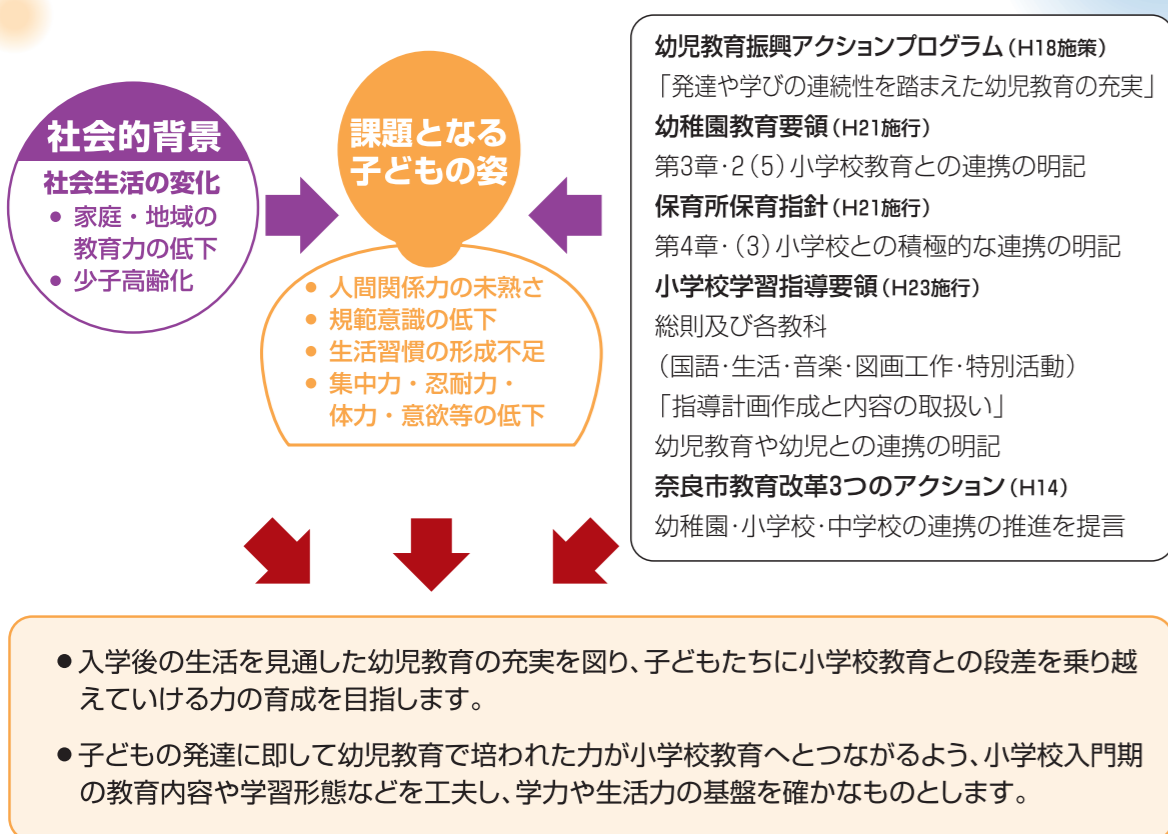 社会的背景
社会生活の変化
● 家庭・地域の
教育力の低下
● 少子高齢化
課題となる
子どもの姿
● 人間関係力の未熟さ
● 規範意識の低下
● 生活習慣の形成不足
● 集中力・忍耐力・
体力・意欲等の低下
幼児教育振興アクションプログラム(H18施策)
「発達や学びの連続性を踏まえた幼児教育の充実」
幼稚園教育要領(H21施行)
第3章・2(5)小学校教育との連携の明記
保育所保育指針(H21施行)
第4章・(3)小学校との積極的な連携の明記
小学校学習指導要領(H23施行)
総則及び各教科
(国語・生活・音楽・図画工作・特別活動)
「指導計画作成と内容の取扱い」
幼児教育や幼児との連携の明記
奈良市教育改革3つのアクション(H14)
幼稚園・小学校・中学校の連携の推進を提言
● 入学後の生活を見通した幼児教育の充実を図り、子どもたちに小学校教育との段差を乗り越
えていける力の育成を目指します。
● 子どもの発達に即して幼児教育で培われた力が小学校教育へとつながるよう、小学校入門期
の教育内容や学習形態などを工夫し、学力や生活力の基盤を確かなものとします。